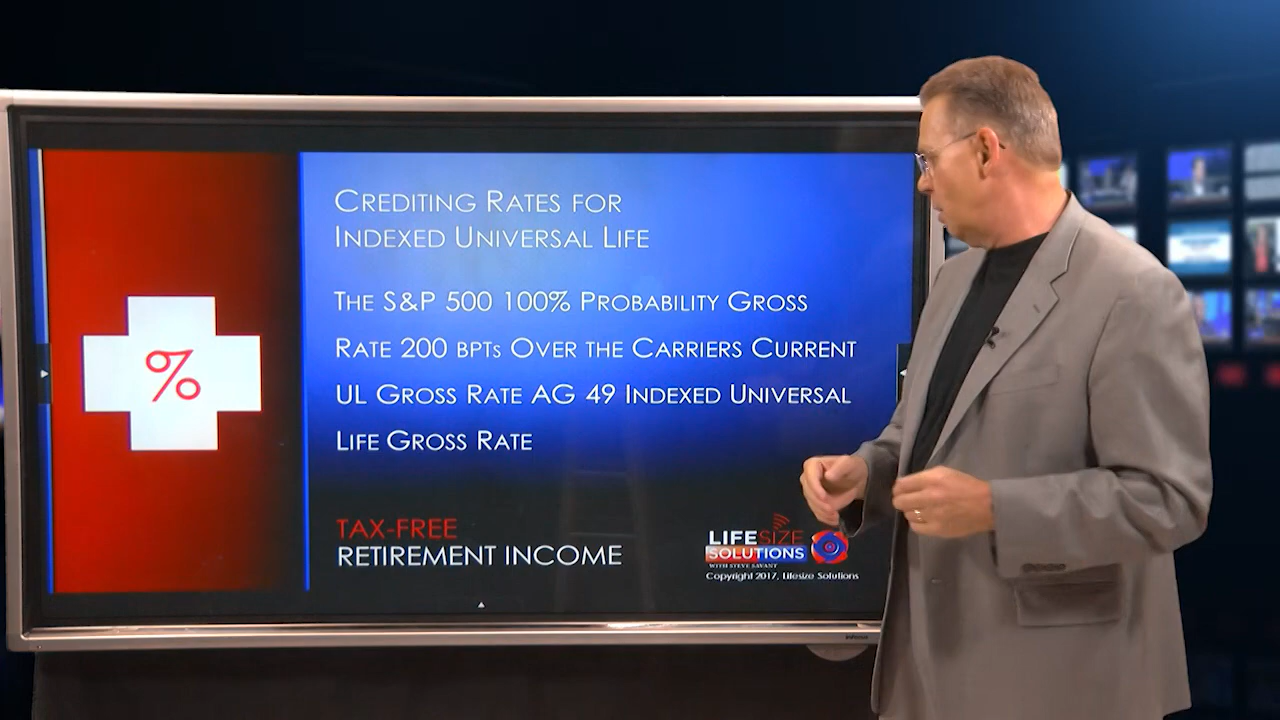 Crediting Rates for
Indexed Universal Life
The S&P 500 100% Probability Gross
Rate 200 bpts Over the Carriers Current
UL Gross Rate AG 49 Indexed Universal
Life Gross Rate
%
TAX-FREE
RETIREMENT INCOME
LIFESIZE
SOLUTIONS
WITH STEVE SAVANT
Copyright 2017, Lifesize Solutions
InFocus